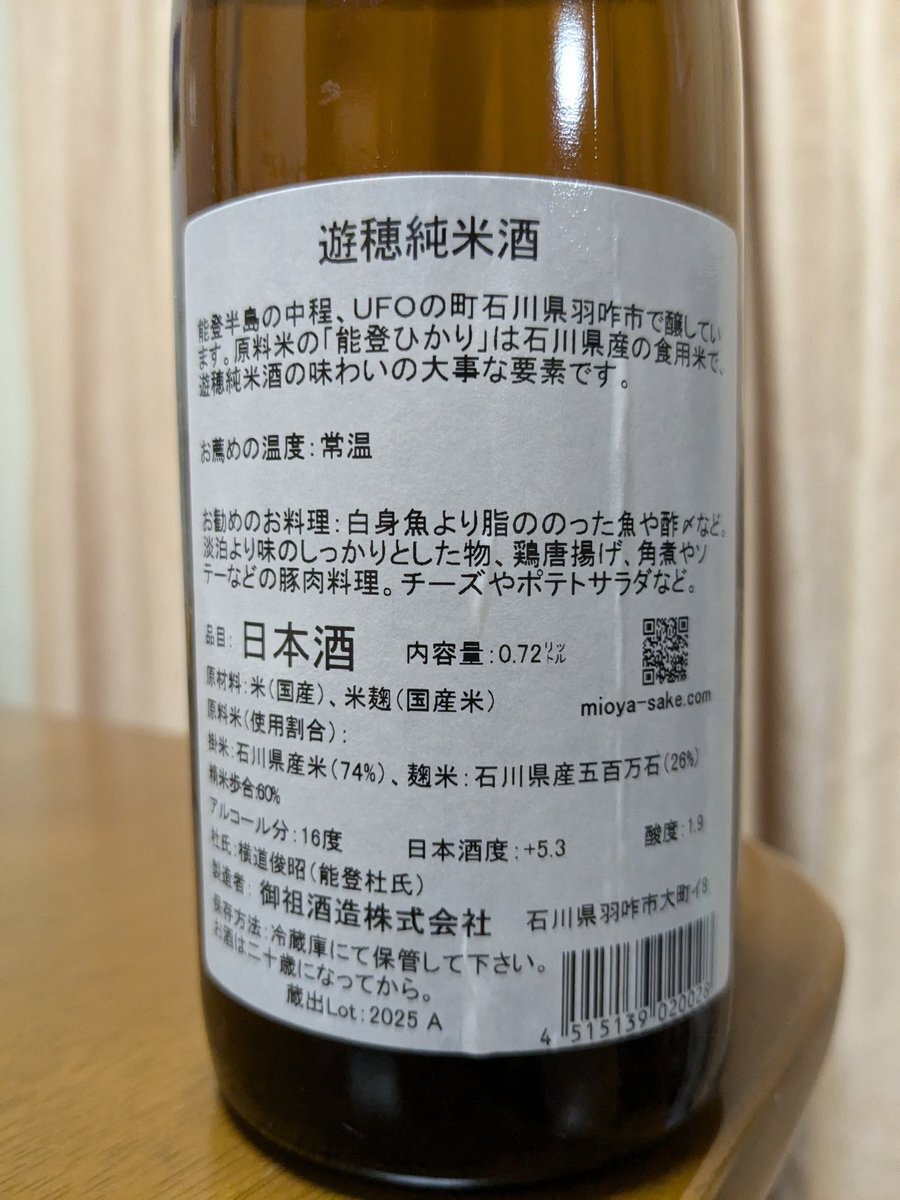 遊穂純米酒
能登半島の中程、UFOの町石川県羽咋市で醸してい
ます。原料米の「能登ひかり」は石川県産の食用米で、
遊穂純米酒の味わいの大事な要素です。
お薦めの温度:常温
お勧めのお料理:白身魚より脂ののった魚や酢〆など。
淡泊より味のしっかりとした物、鶏唐揚げ、角煮やソ
テーなどの豚肉料理。チーズやポテトサラダなど。
品目:日本酒 内容量:0.72リットル
原材料:米(国産)、米麹(国産米)
mioya-sake.com
原料米(使用割合):
掛米:石川県産米(74%)、麹米:石川県産五百万石(26%)
精米歩合:60%
アルコール分:16度 日本酒度:+5.3 酸度:1.9
杜氏:横道俊昭(能登杜氏)
製造者:御祖酒造株式会社 石川県羽咋市大町イ8
保存方法:冷蔵庫にて保管して下さい。
お酒は二十歳になってから。
蔵出Lot:2025 A
4 515139 020028